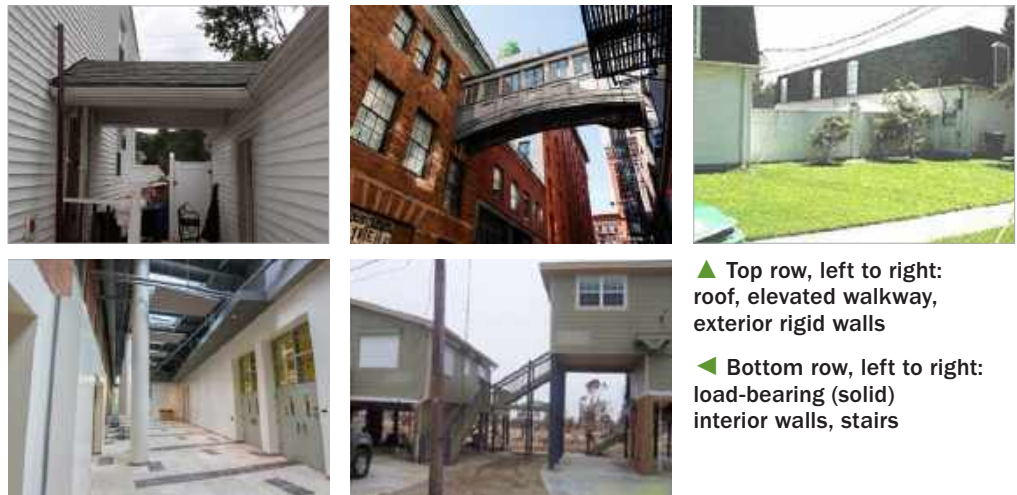 ▲ Top row, left to right:
roof, elevated walkway,
exterior rigid walls
◄ Bottom row, left to right:
load-bearing (solid)
interior walls, stairs